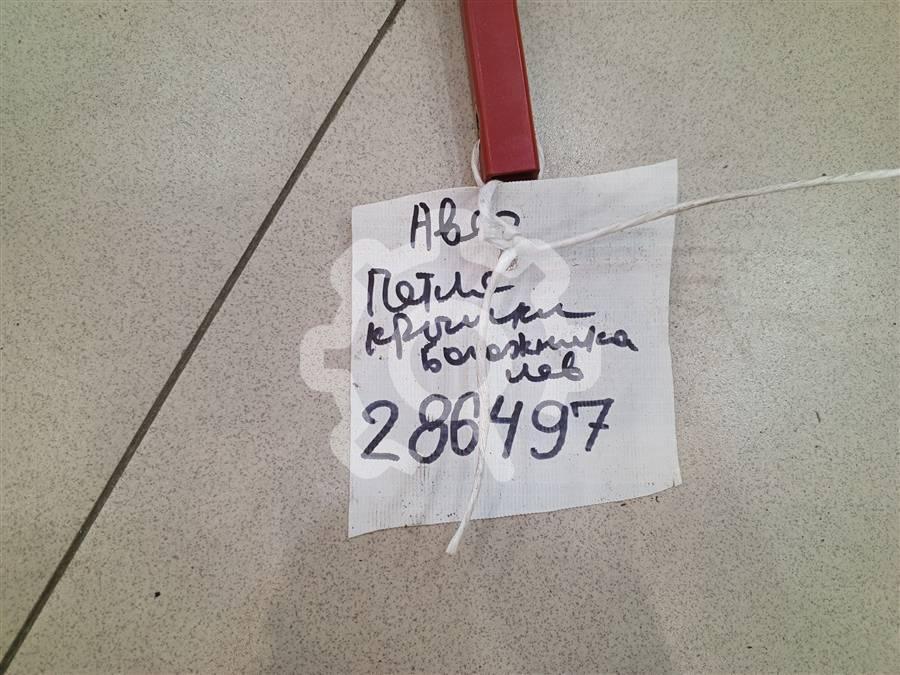 Петля
крышки
багажника
лев
286497